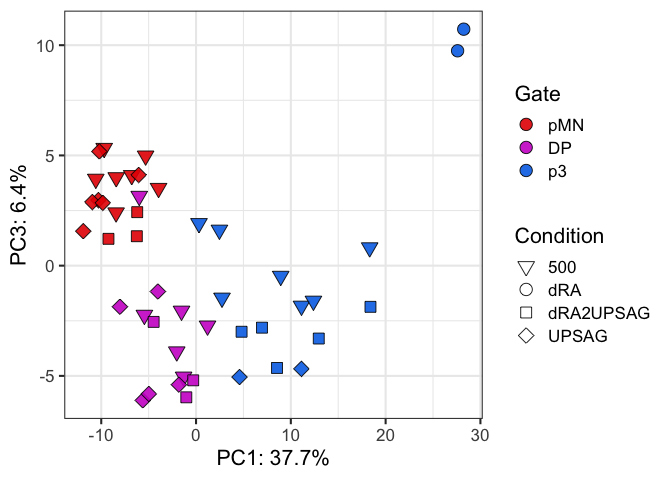 10
5
0
-5
-10
0
10
20
30
PC1: 37.7%
PC3: 6.4%
Gate
pMN
DP
p3
Condition
500
dRA
dRA2UPSAG
UPSAG